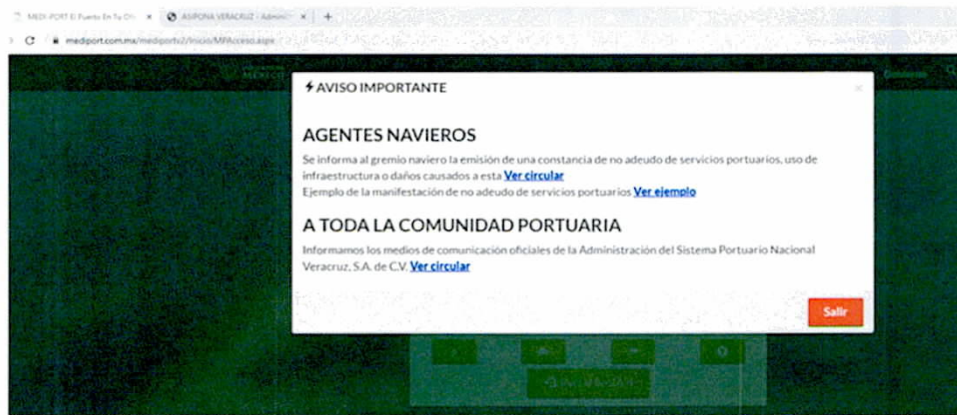 MEDI-PORT El Puerto En Tu Ofi
ASIPONA VERACRUZ - Admini
mediport.com.mx/mediports2/Inicio/MPAcceso.aspx
MÉXICO
AVISO IMPORTANTE
AGENTES NAVIEROS
Se informa al gremio naviero la emisión de una constancia de no adeudo de servicios portuarios, uso de
infraestructura o daños causados a esta Ver circular
Ejemplo de la manifestación de no adeudo de servicios portuarios Ver ejemplo
A TODA LA COMUNIDAD PORTUARIA
Informamos los medios de comunicación oficiales de la Administración del Sistema Portuario Nacional
Veracruz, S.A. de C.V. Ver circular
Salir